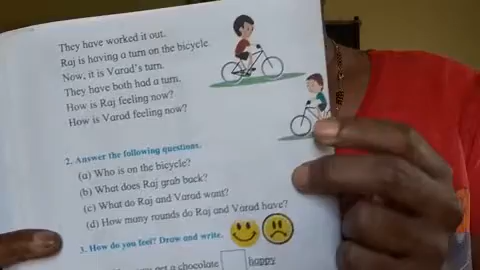 They have worked it out.
Raj is having a turn on the bicycle.
Now, it is Varad's turn.
They have both had a turn.
How is Raj feeling now?
How is Varad feeling now?
2. Answer the following questions.
(a) Who is on the bicycle?
(b) What does Raj grab back?
(c) What do Raj and Varad want?
(d) How many rounds do Raj and Varad have?
3. How do you feel? Draw and write.
get a chocolate happy